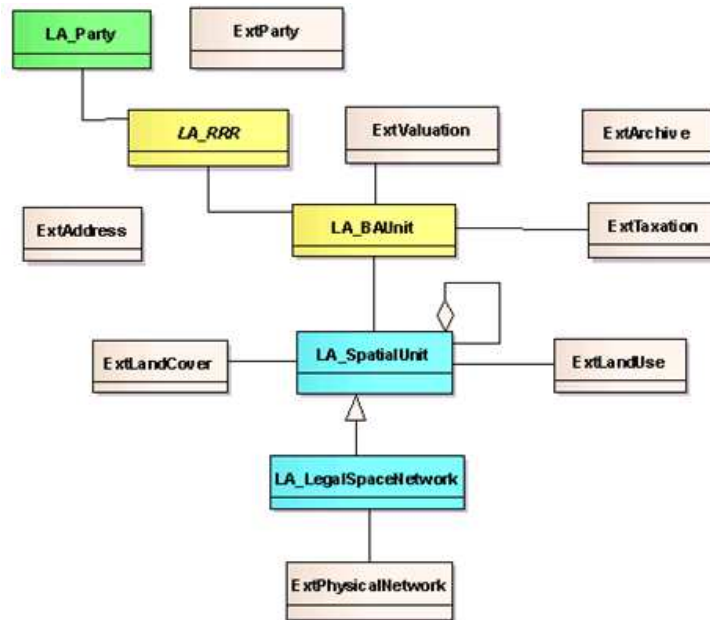 LA_Party
ExtParty
LA_RRR
ExtValuation
ExtArchive
ExtAddress
LA_BAUnit
ExtTaxation
ExtLandCover
LA_SpatialUnit
ExtLandUse
LA_LegalSpaceNetwork
ExtPhysicalNetwork